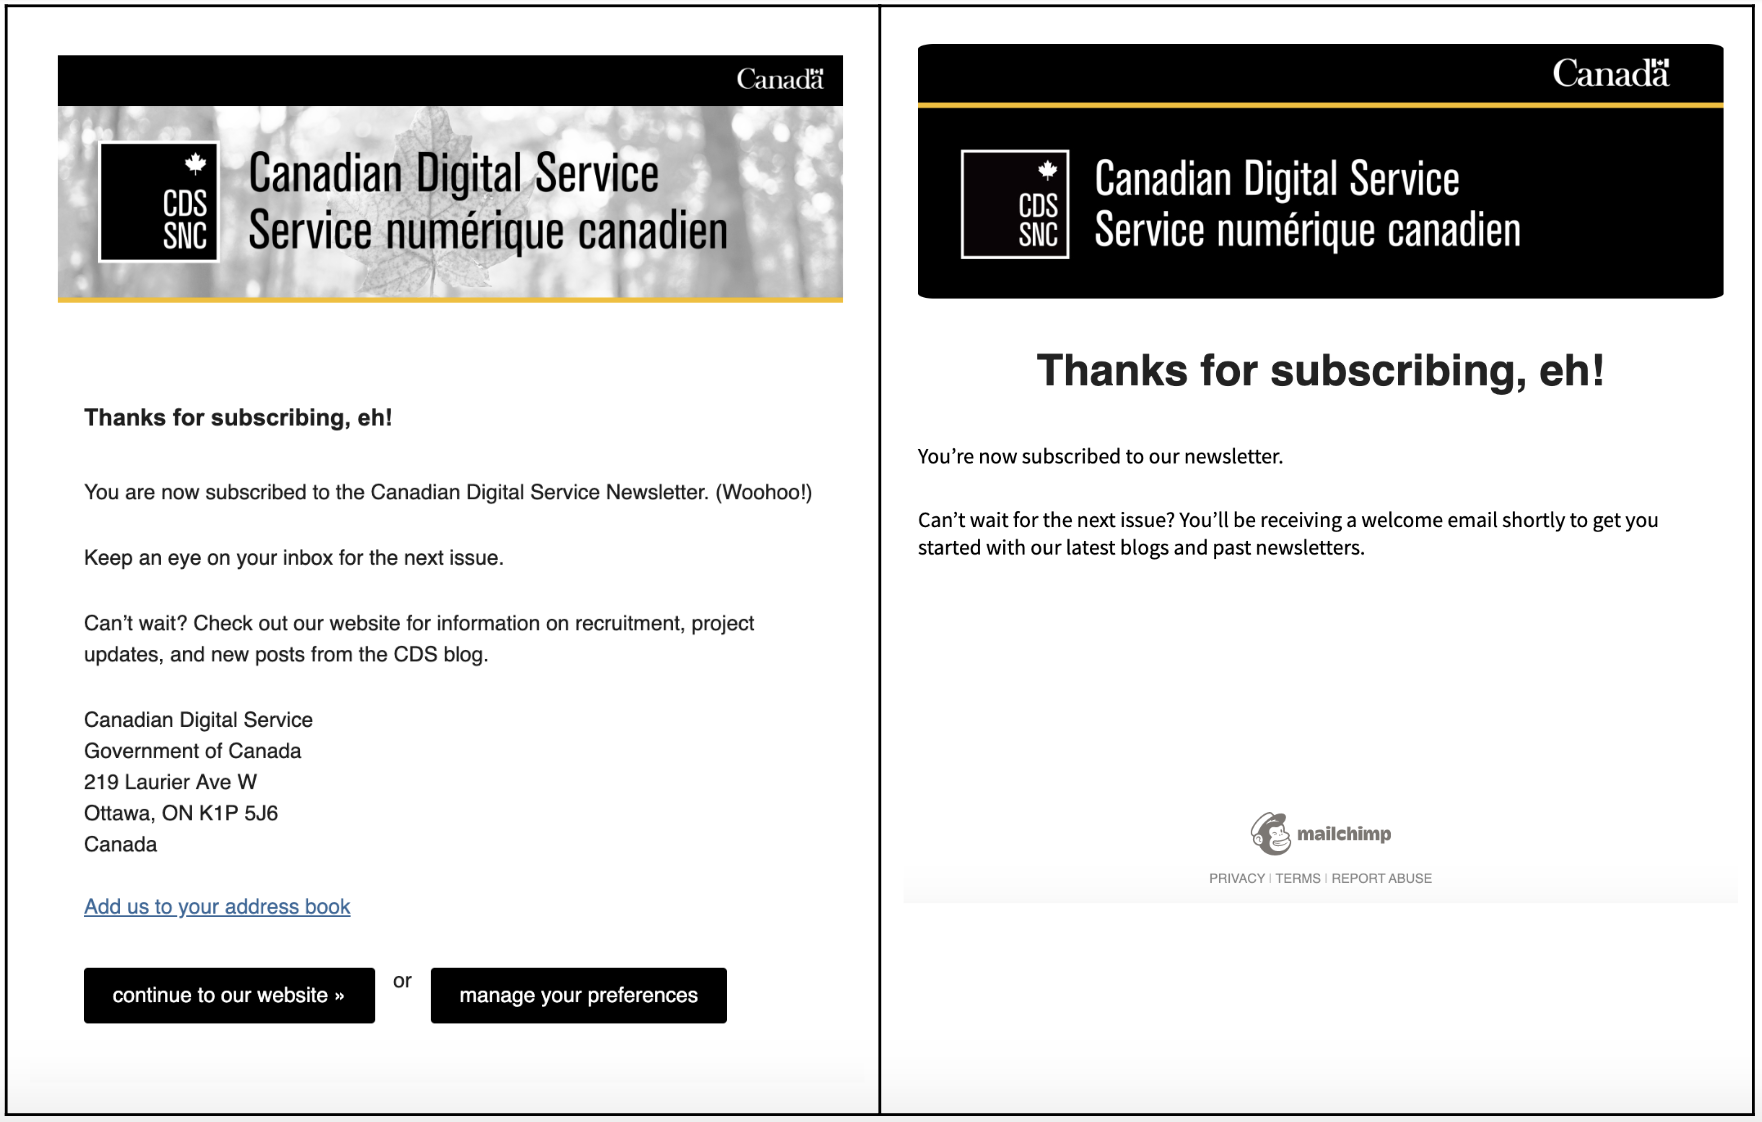 Canada
CDS
SNC
Canadian Digital Service
Service numérique canadien
Thanks for subscribing, eh!
You are now subscribed to the Canadian Digital Service Newsletter. (Woohoo!)
Keep an eye on your inbox for the next issue.
Can’t wait? Check out our website for information on recruitment, project
updates, and new posts from the CDS blog.
Canadian Digital Service
Government of Canada
219 Laurier Ave W
Ottawa, ON K1P 5J6
Canada
Add us to your address book
continue to our website »
or
manage your preferences
Canada
CDS
SNC
Canadian Digital Service
Service numérique canadien
Thanks for subscribing, eh!
You’re now subscribed to our newsletter.
Can’t wait for the next issue? You’ll be receiving a welcome email shortly to get you
started with our latest blogs and past newsletters.
mailchimp
PRIVACY | TERMS | REPORT ABUSE